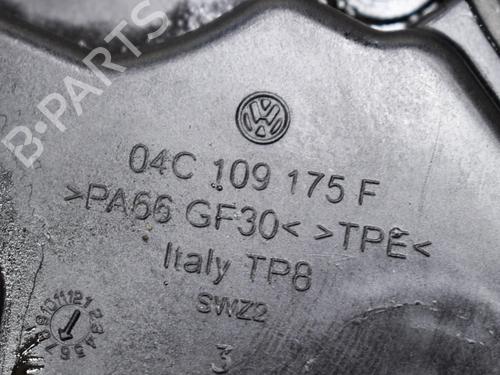 B-PARTS
04C 109 175 F
>PA66 GF30< >TPE<
Italy TP8
SWZ2
3